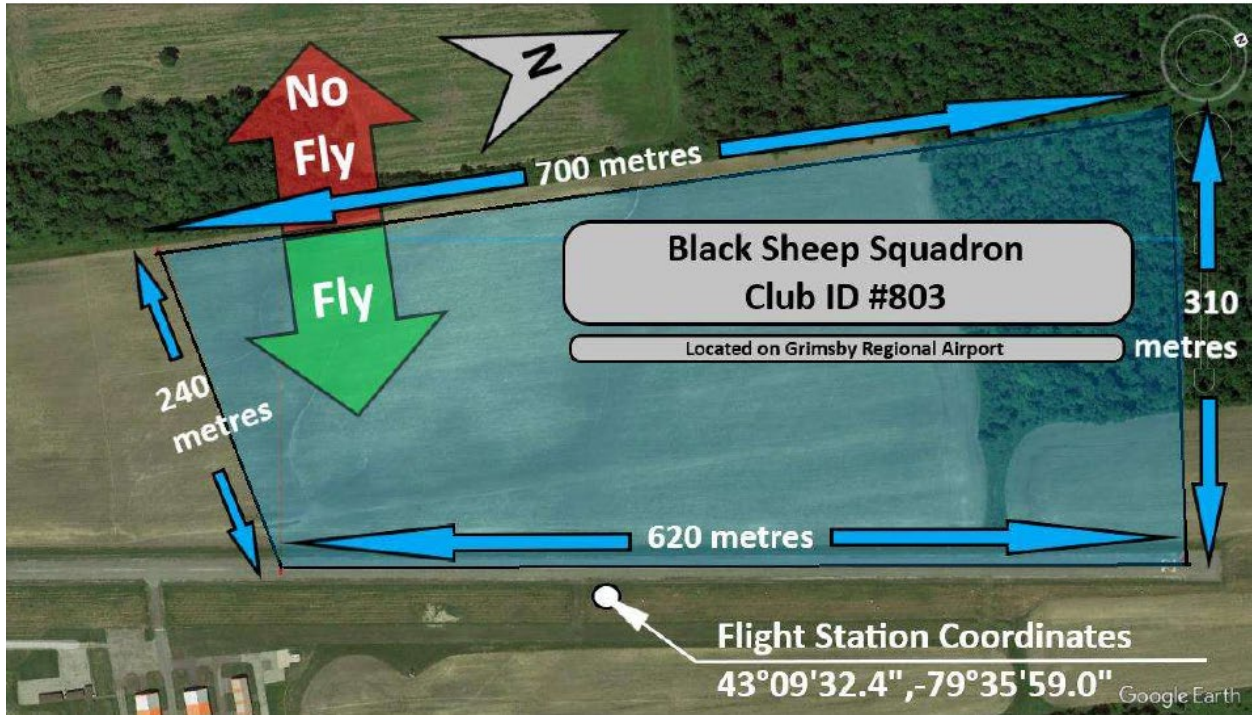 No
Fly
N
N
700 metres
Black Sheep Squadron
Club ID #803
Fly
310
metres
Located on Grimsby Regional Airport
240
metres
620 metres
Flight Station Coordinates
43°09'32.4",-79°35'59.0"
Google Earth